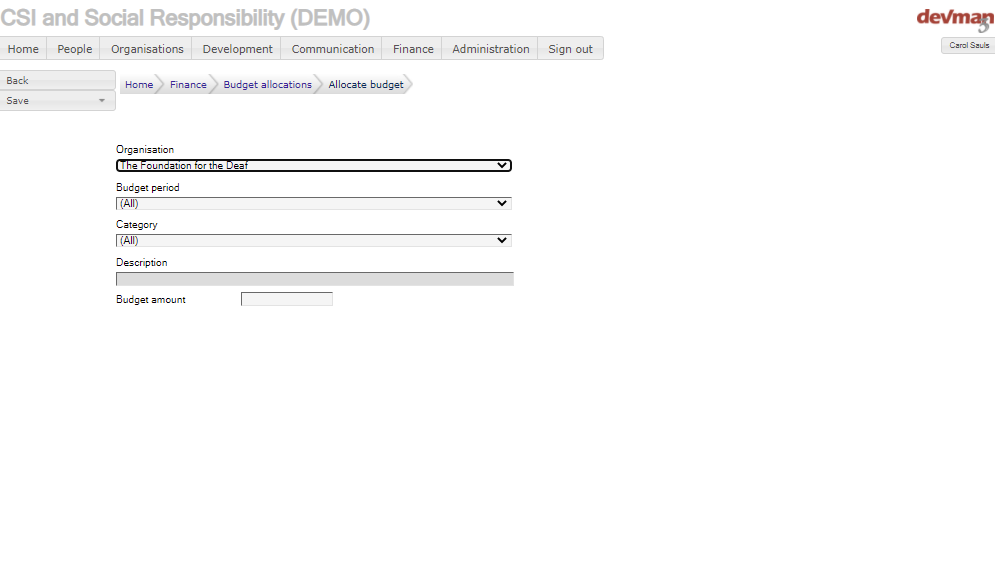 CSI and Social Responsibility (DEMO)
devman
3
Home People Organisations Development Communication Finance Administration Sign out
Carol Sauls
Back
Save
Home Finance Budget allocations Allocate budget
Organisation
The Foundation for the Deaf
Budget period
(All)
Category
(All)
Description
Budget amount